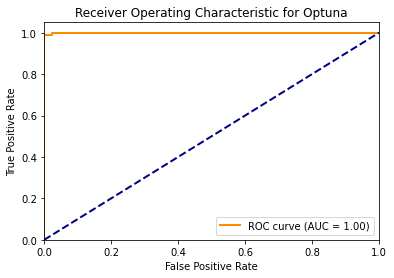 Receiver Operating Characteristic for Optuna
True Positive Rate
1.0
0.8
0.6
0.4
0.2
0.0
ROC curve (AUC = 1.00)
0.0 0.2 0.4 0.6 0.8 1.0
False Positive Rate